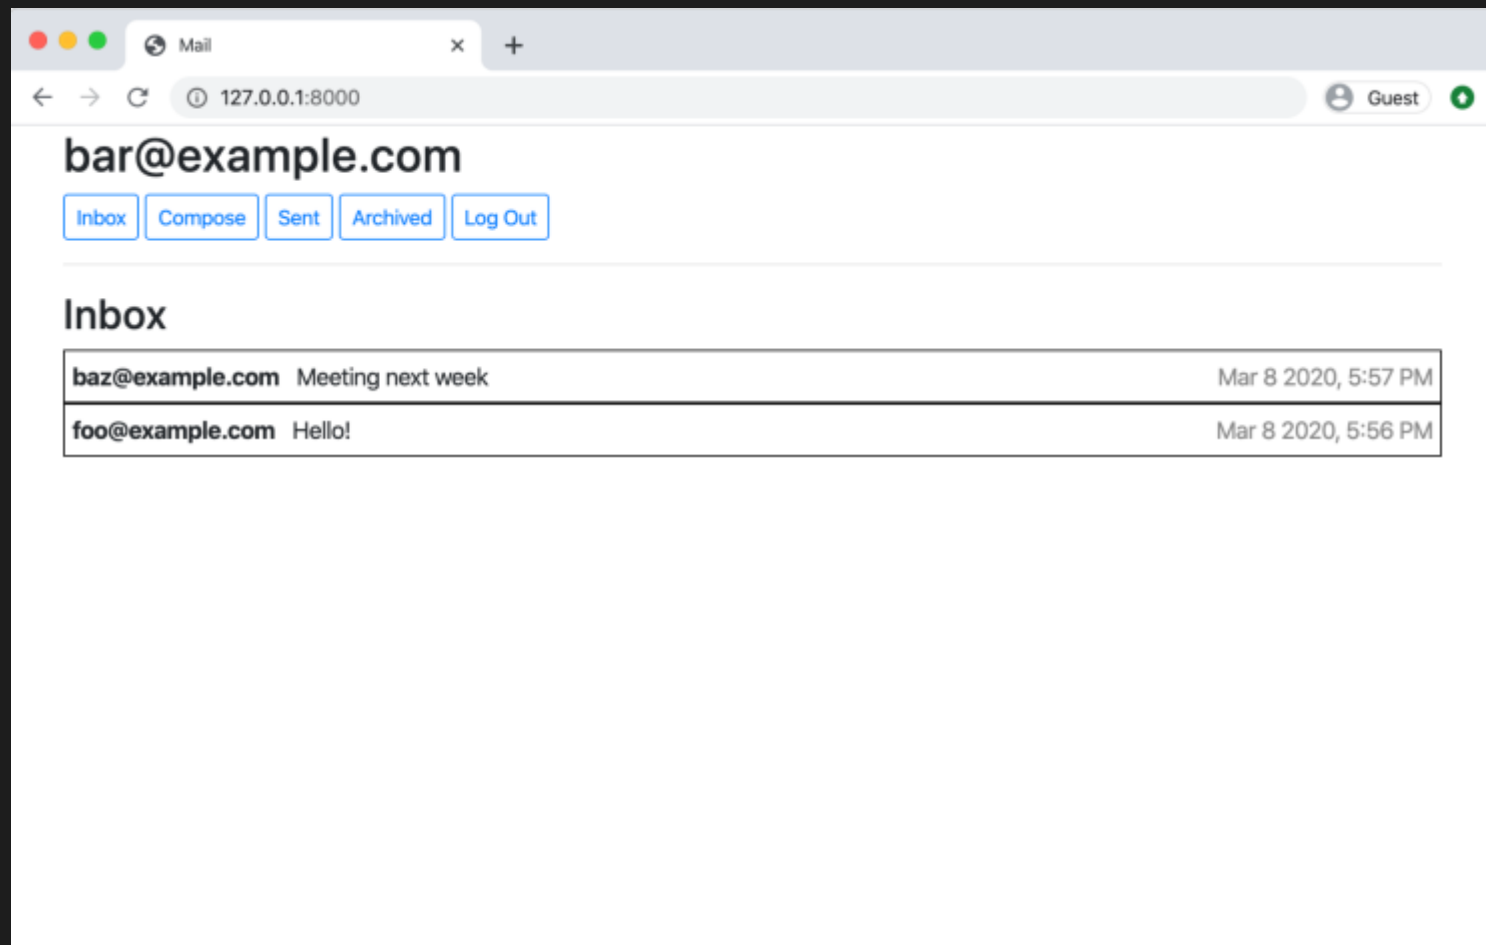 Mail
127.0.0.1:8000 Guest
bar@example.com
Inbox Compose Sent Archived Log Out
Inbox
baz@example.com Meeting next week Mar 8 2020, 5:57 PM
foo@example.com Hello! Mar 8 2020, 5:56 PM